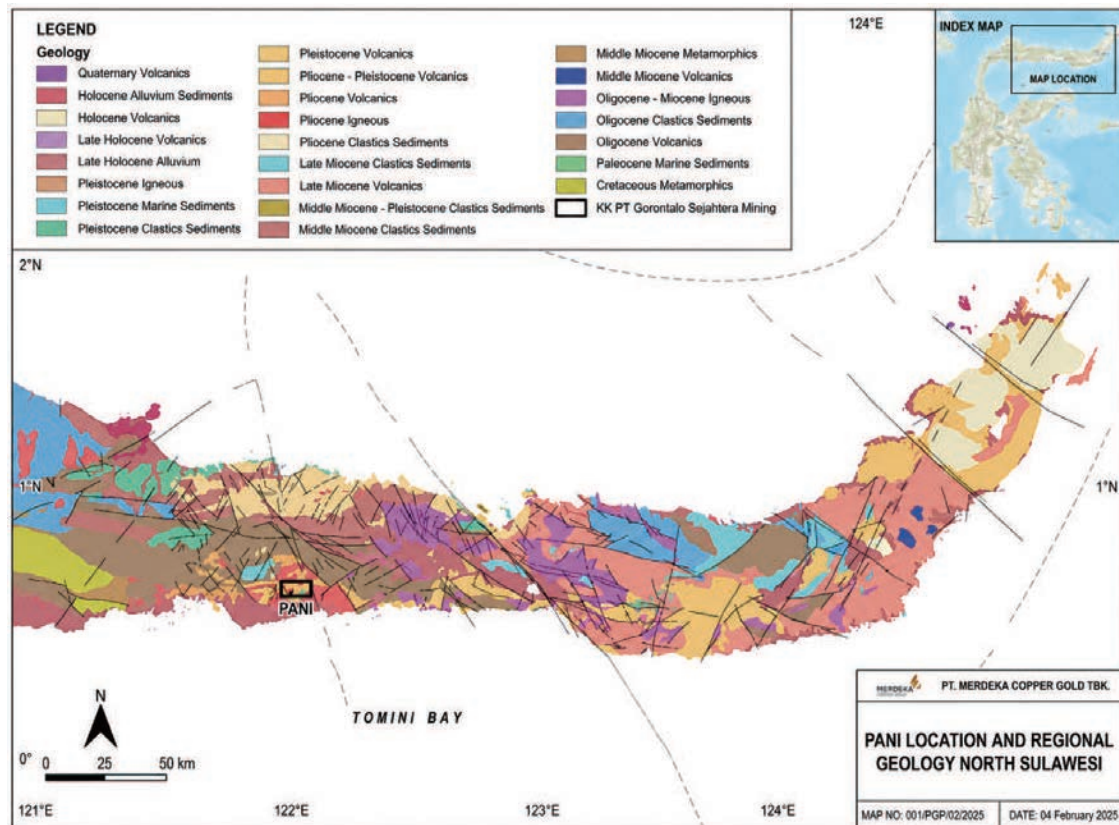 LEGEND
Geology
Quaternary Volcanics
Holocene Alluvium Sediments
Holocene Volcanics
Late Holocene Volcanics
Late Holocene Alluvium
Pleistocene Igneous
Pleistocene Marine Sediments
Pleistocene Clastics Sediments
Pleistocene Volcanics
Pliocene - Pleistocene Volcanics
Pliocene Volcanics
Pliocene Igneous
Pliocene Clastics Sediments
Late Miocene Clastics Sediments
Late Miocene Volcanics
Middle Miocene - Pleistocene Clastics Sediments
Middle Miocene Clastics Sediments
Middle Miocene Metamorphics
Middle Miocene Volcanics
Oligocene - Miocene Igneous
Oligocene Clastics Sediments
Oligocene Volcanics
Paleocene Marine Sediments
Cretaceous Metamorphics
KK PT Gorontalo Sejahtera Mining
124°E
INDEX MAP
MAP LOCATION
2°N
1°N
1°N
PANI
N
TOMINI BAY
0°
0 25 50 km
121°E
122°E
123°E
124°E
MERDEKA
PT. MERDEKA COPPER GOLD TBK.
PANI LOCATION AND REGIONAL
GEOLOGY NORTH SULAWESI
MAP NO: 001/PGP/02/2025
DATE: 04 February 2025